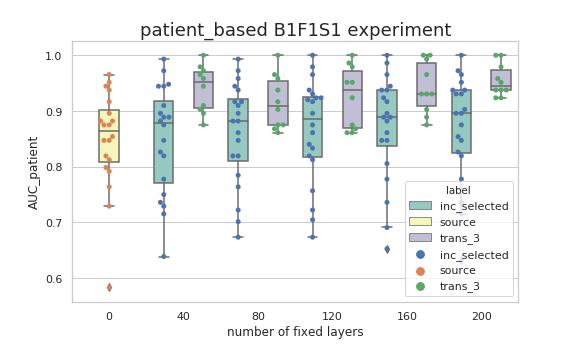 patient_based B1F1S1 experiment
1.0
0.9
0.8
0.7
0.6
AUC_patient
label
inc_selected
source
trans_3
inc_selected
source
trans_3
0
40
80
120
160
200
number of fixed layers